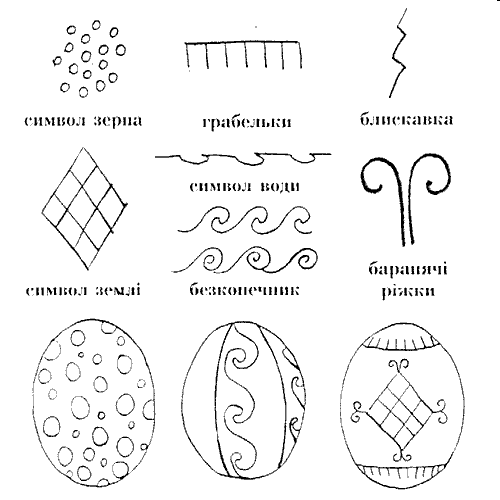 символ зерна
грабельки
блискавка
символ води
символ землі
безконечник
баранячі
ріжки